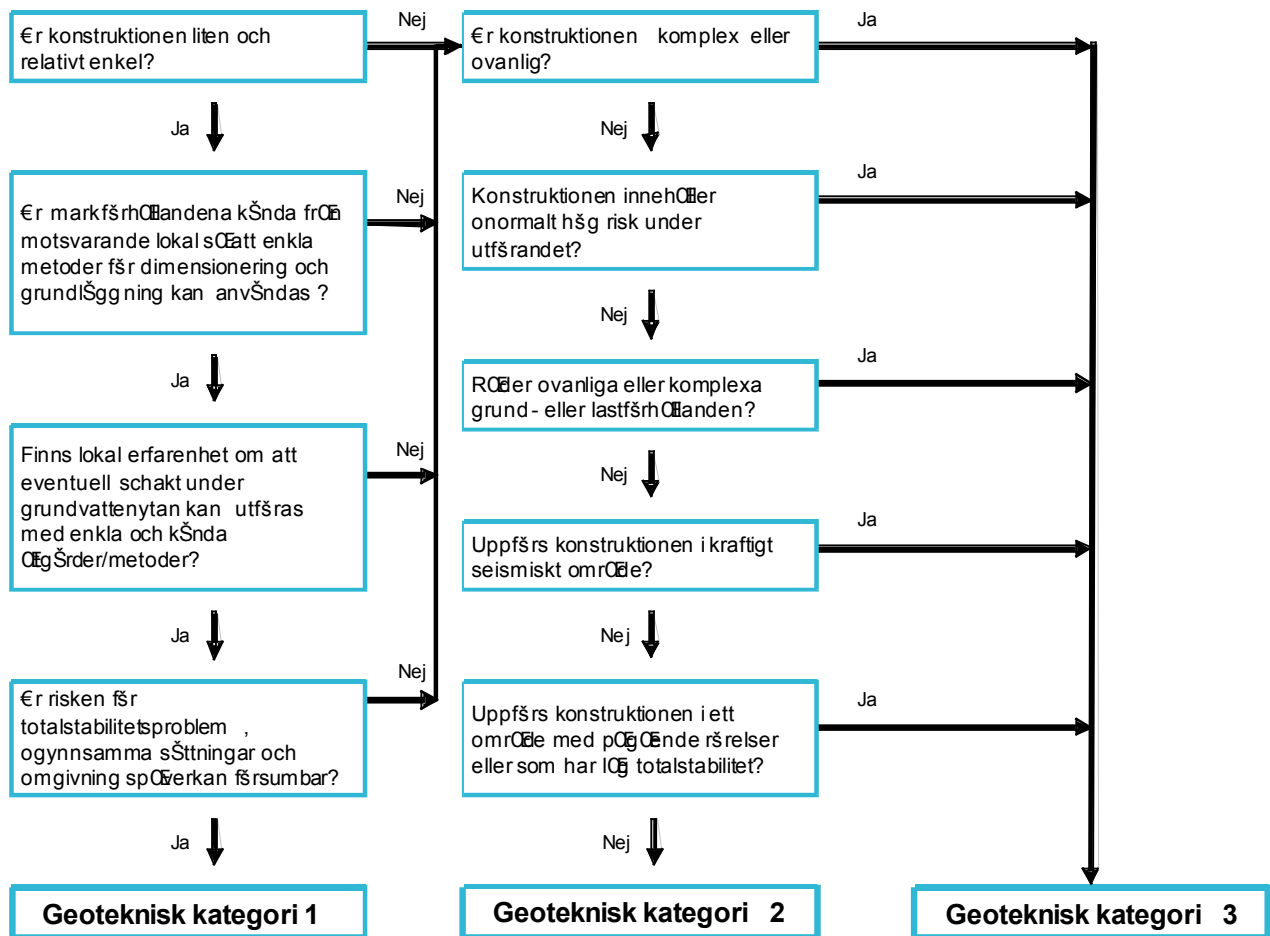 €r konstruktionen liten och
relativt enkel?
Nej
Ja
€r markfšrhŒllandena kŠnda frŒn
motsvarande lokal sŒ att enkla
metoder fšr dimensionering och
grundlŠggning kan anvŠndas ?
Nej
Ja
Finns lokal erfarenhet om att
eventuell schakt under
grundvattenytan kan utfšras
med enkla och kŠnda
ŒtgŠrder/metoder?
Nej
Ja
€r risken fšr
totalstabilitetsproblem ,
ogynnsamma sŠttningar och
omgivning spŒverkan fšrsumbar?
Nej
Ja
Geoteknisk kategori 1
€r konstruktionen komplex eller
ovanlig?
Ja
Nej
Konstruktionen innehŒller
onormalt hšg risk under
utfšrandet?
Ja
Nej
RŒder ovanliga eller komplexa
grund - eller lastfšrhŒllanden?
Ja
Nej
Uppfšrs konstruktionen i kraftigt
seismiskt omrŒde?
Ja
Nej
Uppfšrs konstruktionen i ett
omrŒde med pŒgŒende ršrelser
eller som har lŒg totalstabilitet?
Ja
Nej
Geoteknisk kategori 2
Geoteknisk kategori 3